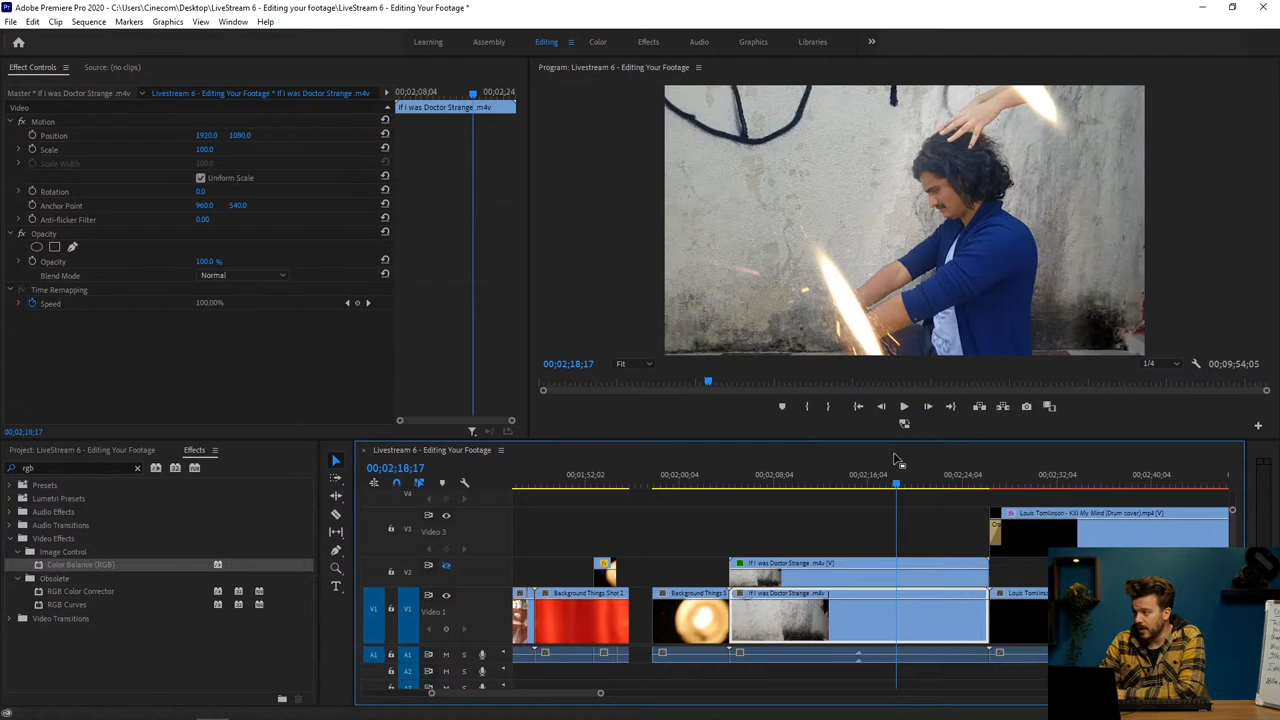 Adobe Premiere Pro 2020 - C:\Users\Cinecom\Desktop\LiveStream 6 - Editing your footage\LiveStream 6 - Editing Your Footage *
File Edit Clip Sequence Markers Graphics View Window Help
Learning Assembly Editing Color Effects Audio Graphics Libraries
Effect Controls Source: (no clips)
Program: Livestream 6 - Editing Your Footage
Master * If I was Doctor Strange .m4v Livestream 6 - Editing Your Footage * If I was Doctor Strange .m4v
00;02;08;04 00;02;24
Video
If I was Doctor Strange .m4v
Motion
Position 1920.0 1080.0
Scale 100.0
Scale Width 100.0
Uniform Scale
Rotation 0.0
Anchor Point 960.0 540.0
Anti-flicker Filter 0.00
Opacity
Opacity 100.0 %
Blend Mode Normal
Time Remapping
Speed 100.00%
00;02;18;17 Fit 1/4 00;09;54;05
00;02;18;17
Project: LiveStream 6 - Editing Your Footage Effects
rgb
Presets
Lumetri Presets
Audio Effects
Audio Transitions
Video Effects
Image Control
Color Balance (RGB)
Obsolete
RGB Color Corrector
RGB Curves
Video Transitions
Livestream 6 - Editing Your Footage
00;02;18;17
00;01;52;02 00;02;00;04 00;02;08;04 00;02;16;04 00;02;24;04 00;02;32;04 00;02;40;04
V4
V3 Video 3
Louis Tomlinson - Kill My Mind (Drum cover).mp4 [V]
V2
If I was Doctor Strange .m4v [V]
V1 V1 Video 1
Background Things Shot 2.
Background Things S
If I was Doctor Strange .m4v
Louis Tomlinson
A1 A1 M S
A2 M S